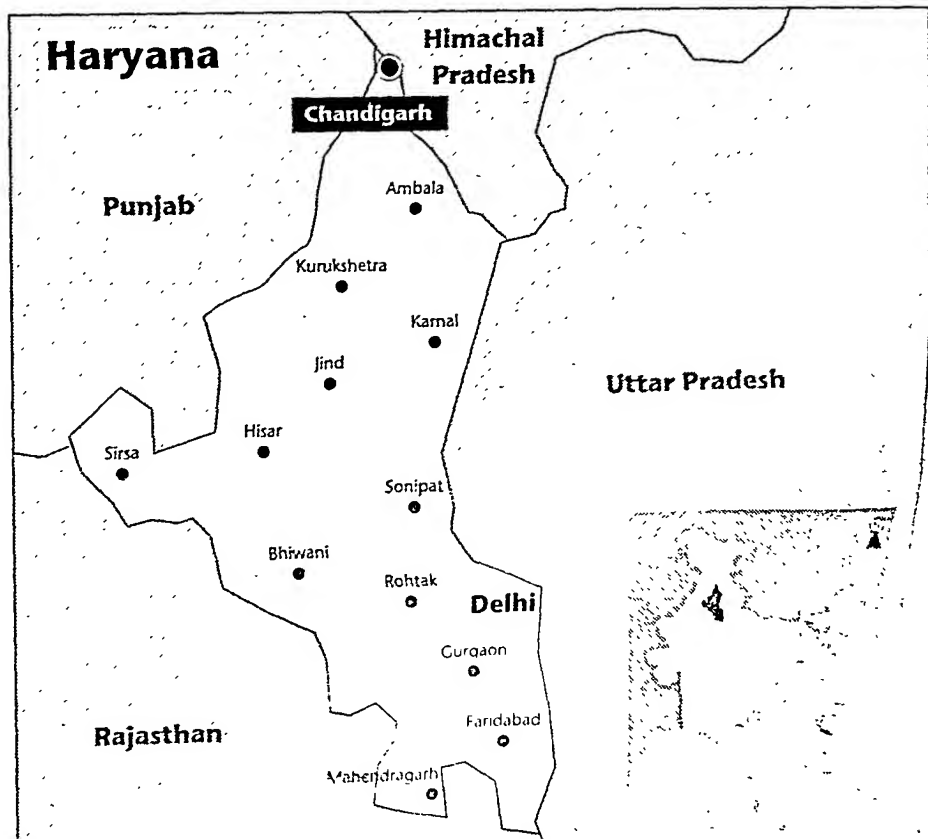 Haryana
Himachal
Pradesh
Chandigarh
Punjab
Ambala
Kurukshetra
Karnal
Jind
Uttar Pradesh
Hisar
Sirsa
Sonipat
Bhiwani
Rohtak
Delhi
Gurgaon
Faridabad
Rajasthan
Mahendragarh